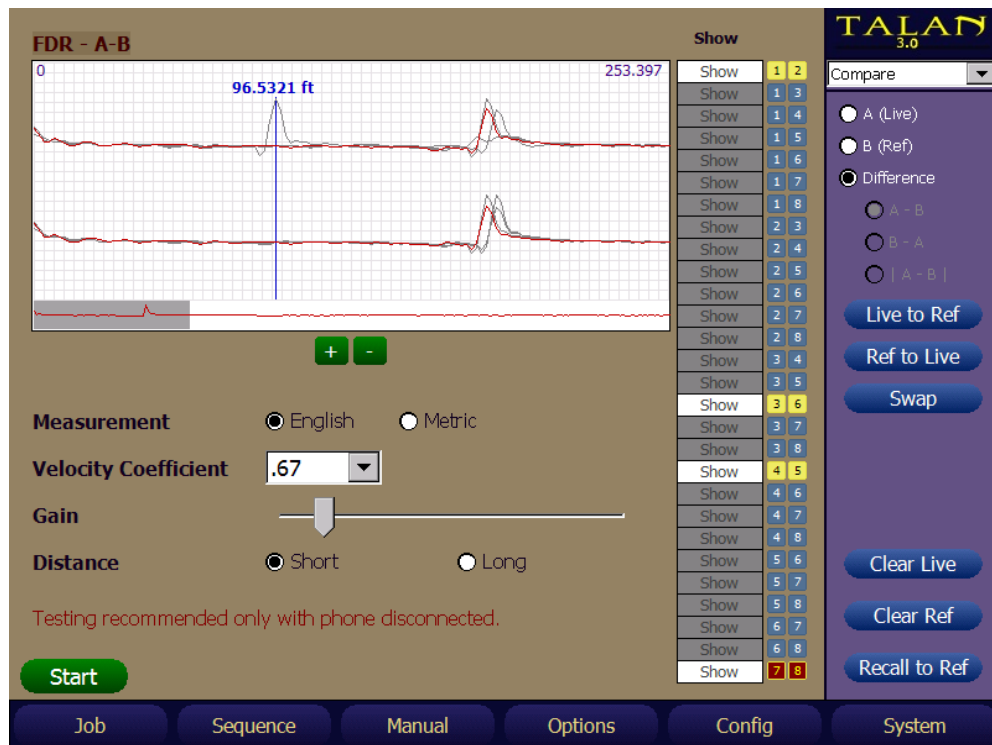 FDR - A-B
0
253.397
96.5321 ft
+ -
Measurement English Metric
Velocity Coefficient .67
Gain
Distance Short Long
Testing recommended only with phone disconnected.
Start
Show
Show 1 2
Show 1 3
Show 1 4
Show 1 5
Show 1 6
Show 1 7
Show 1 8
Show 2 3
Show 2 4
Show 2 5
Show 2 6
Show 2 7
Show 2 8
Show 3 4
Show 3 5
Show 3 6
Show 3 7
Show 3 8
Show 4 5
Show 4 6
Show 4 7
Show 4 8
Show 5 6
Show 5 7
Show 5 8
Show 6 7
Show 6 8
Show 7 8
TALAN
3.0
Compare
A (Live)
B (Ref)
Difference
A - B
B - A
| A - B |
Live to Ref
Ref to Live
Swap
Clear Live
Clear Ref
Recall to Ref
Job Sequence Manual Options Config System